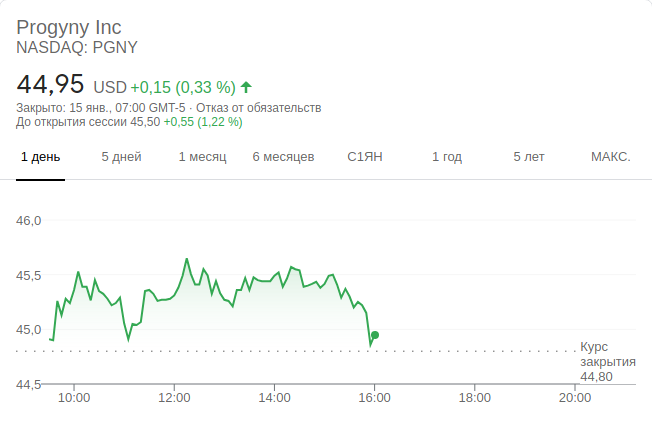 Progyny Inc
NASDAQ: PGNY
44,95 USD +0,15 (0,33 %)
Закрыто: 15 янв., 07:00 GMT-5 · Отказ от обязательств
До открытия сессии 45,50 +0,55 (1,22 %)
1 день 5 дней 1 месяц 6 месяцев С1ЯН 1 год 5 лет МАКС.
46,0
45,5
45,0
Курс
закрытия
44,80
44,5
10:00 12:00 14:00 16:00 18:00 20:00